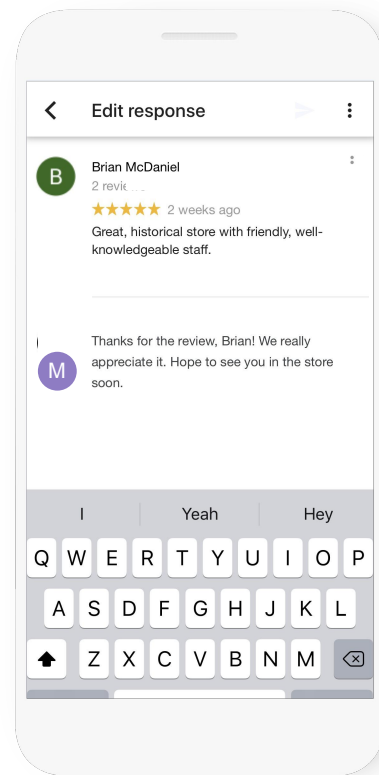 Edit response
B
Brian McDaniel
2
★★★★★ 2 weeks ago
Great, historical store with friendly, well-
knowledgeable staff.
Thanks for the review, Brian! We really
M
appreciate it. Hope to see you in the store
soon.
I Yeah Hey
Q W E R T Y U I O P
A S D F G H J K L
Z X C V B N M